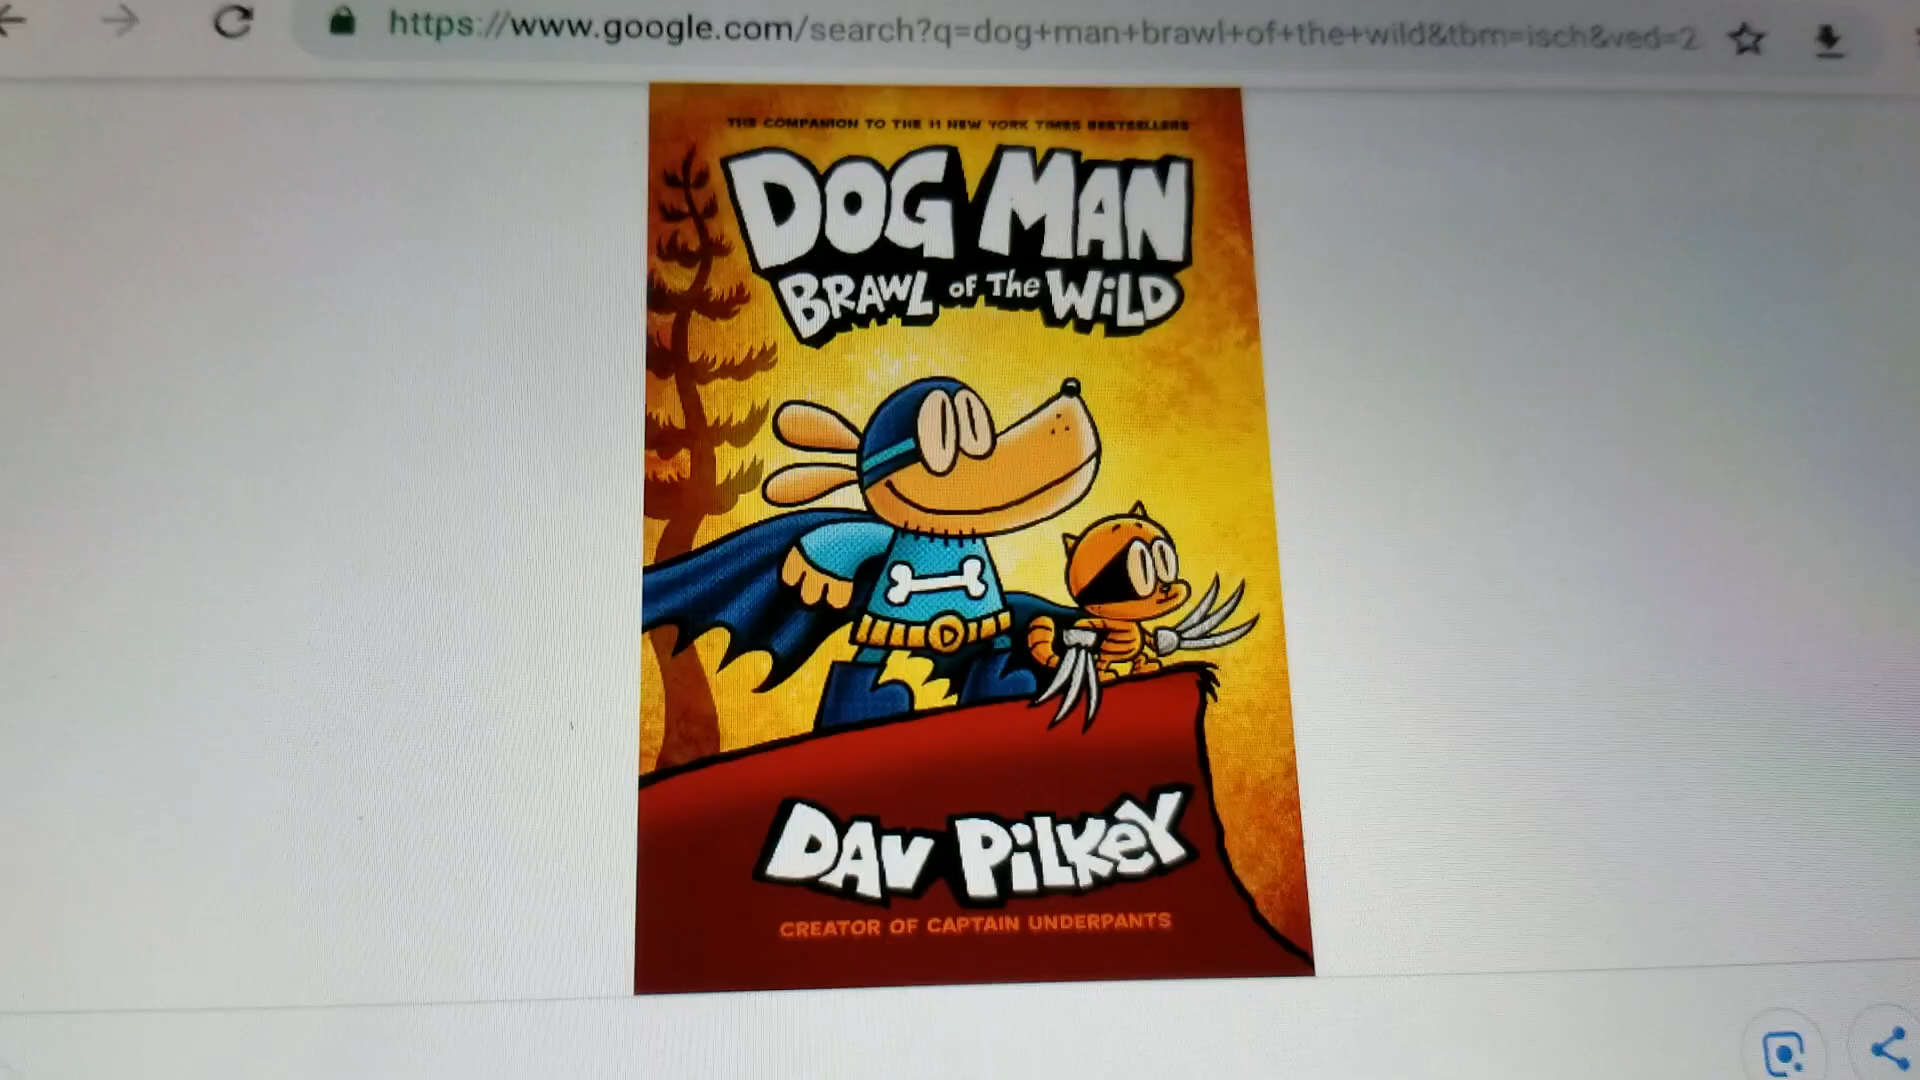 https://www.google.com/search?q=dog+man+brawl+of+the+wild&tbm=isch&ved=2
THE COMPANION TO THE #1 NEW YORK TIMES BESTSELLERS
DOG MAN
BRAWL OF THE WiLD
DAV PiLKeY
CREATOR OF CAPTAIN UNDERPANTS